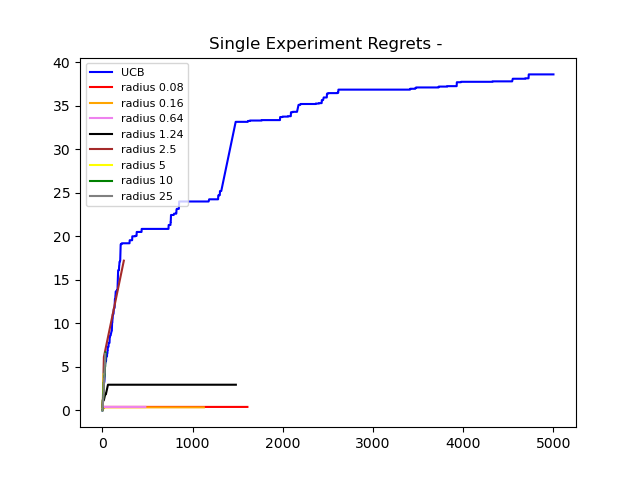 Single Experiment Regrets -
40
35
30
25
20
15
10
5
0
UCB
radius 0.08
radius 0.16
radius 0.64
radius 1.24
radius 2.5
radius 5
radius 10
radius 25
0 1000 2000 3000 4000 5000